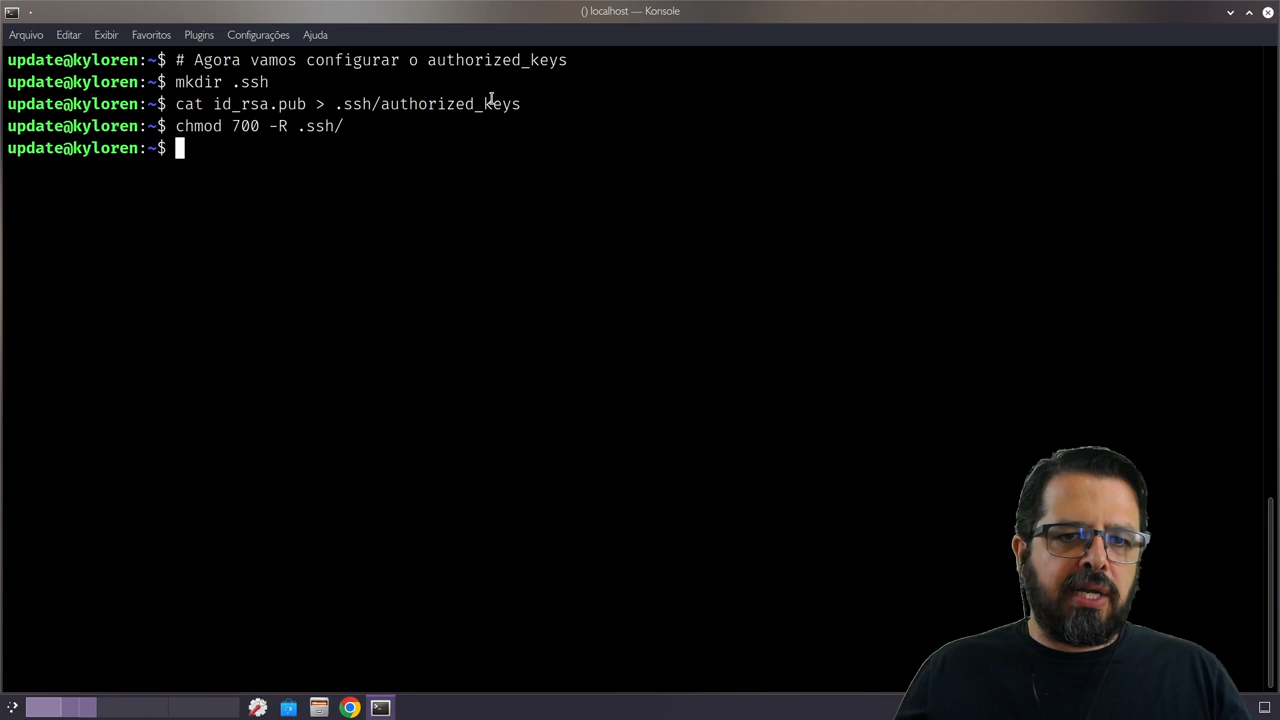 () localhost — Konsole
Arquivo Editar Exibir Favoritos Plugins Configurações Ajuda
update@kyloren:~$ # Agora vamos configurar o authorized_keys
update@kyloren:~$ mkdir .ssh
update@kyloren:~$ cat id_rsa.pub > .ssh/authorized_keys
update@kyloren:~$ chmod 700 -R .ssh/
update@kyloren:~$